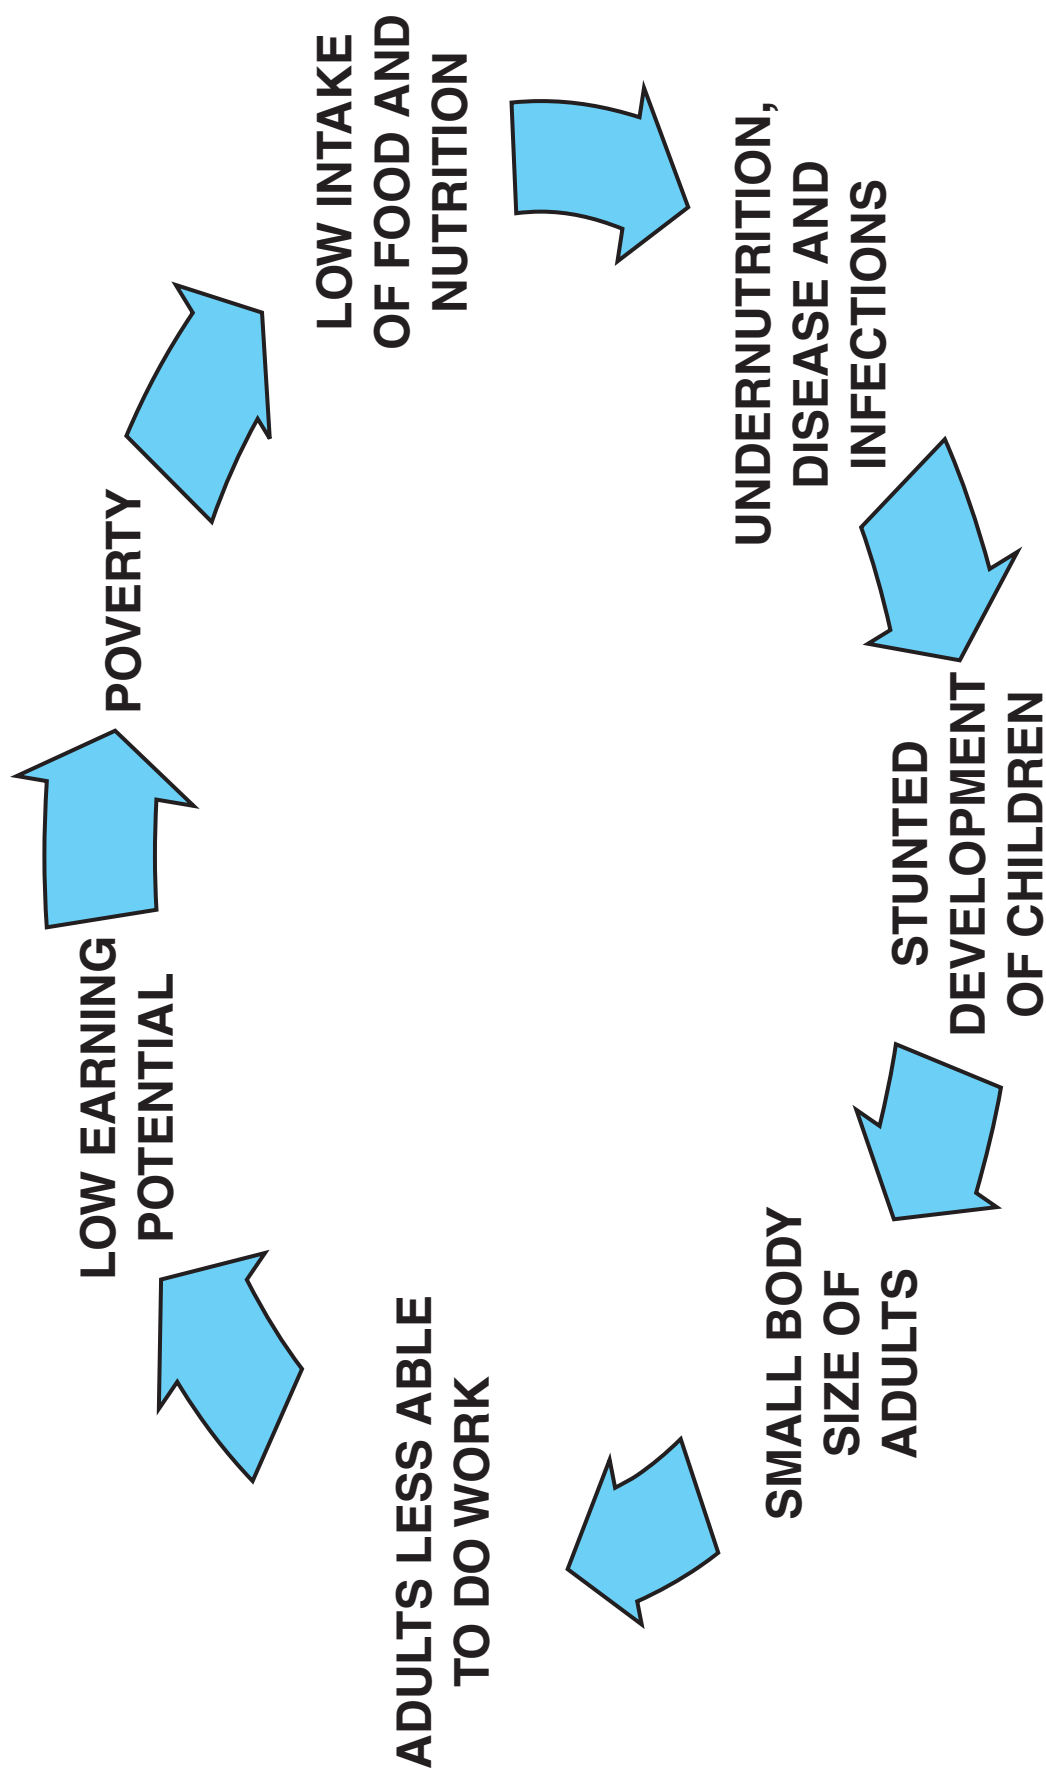 POVERTY
LOW INTAKE
OF FOOD AND
NUTRITION
UNDERNUTRITION,
DISEASE AND
INFECTIONS
STUNTED
DEVELOPMENT
OF CHILDREN
SMALL BODY
SIZE OF
ADULTS
ADULTS LESS ABLE
TO DO WORK
LOW EARNING
POTENTIAL